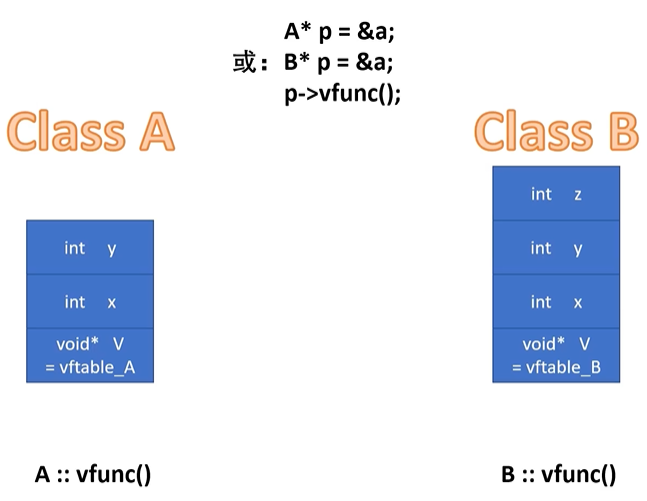 A* p = &a;
或：B* p = &a;
p->vfunc();
Class A
Class B
int y
int x
void* V
= vftable_A
int z
int y
int x
void* V
= vftable_B
A :: vfunc()
B :: vfunc()